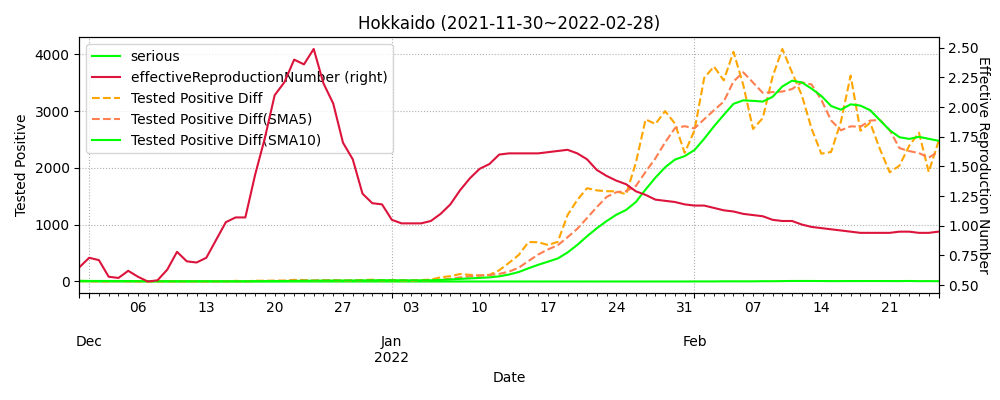 Hokkaido (2021-11-30~2022-02-28)
serious
effectiveReproductionNumber (right)
Tested Positive Diff
Tested Positive Diff(SMA5)
Tested Positive Diff(SMA10)
Tested Positive
4000
3000
2000
1000
0
2.50
2.25
2.00
1.75
1.50
1.25
1.00
0.75
0.50
Effective Reproduction Number
06 13 20 27 03 10 17 24 31 07 14 21
Dec Jan Feb
2022
Date